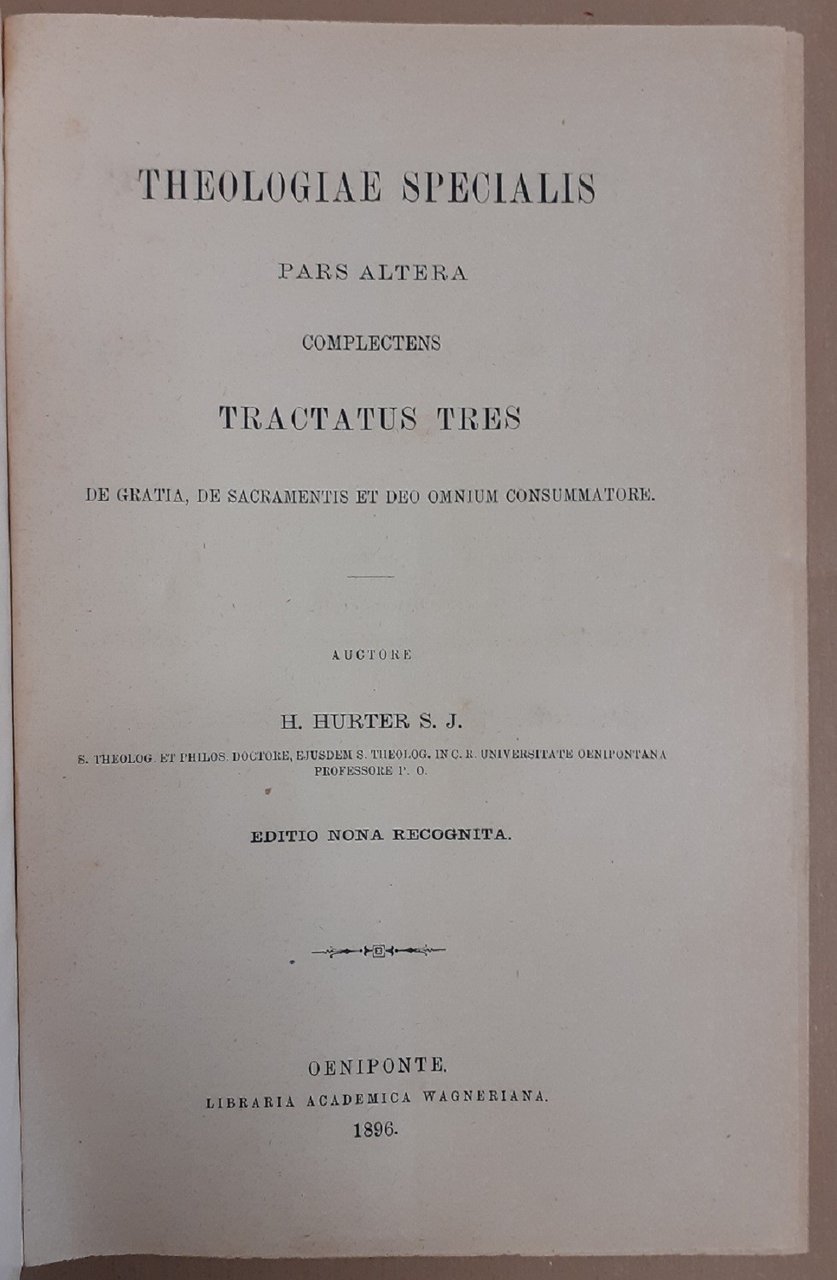 THEOLOGIAE SPECIALIS
PARS ALTERA
COMPLECTENS
TRACTATUS TRES
DE GRATIA, DE SACRAMENTIS ET DEO OMNIUM CONSUMMATORE.
AUCTORE
H. HURTER S. J.
S. THEOLOG. ET PHILOS. DOCTORE, EJUSDEM S. THEOLOG. IN C. R. UNIVERSITATE OENIPONTANA
PROFESSORE P. O.
EDITIO NONA RECOGNITA.
OENIPONTE,
LIBRARIA ACADEMICA WAGNERIANA.
1896.